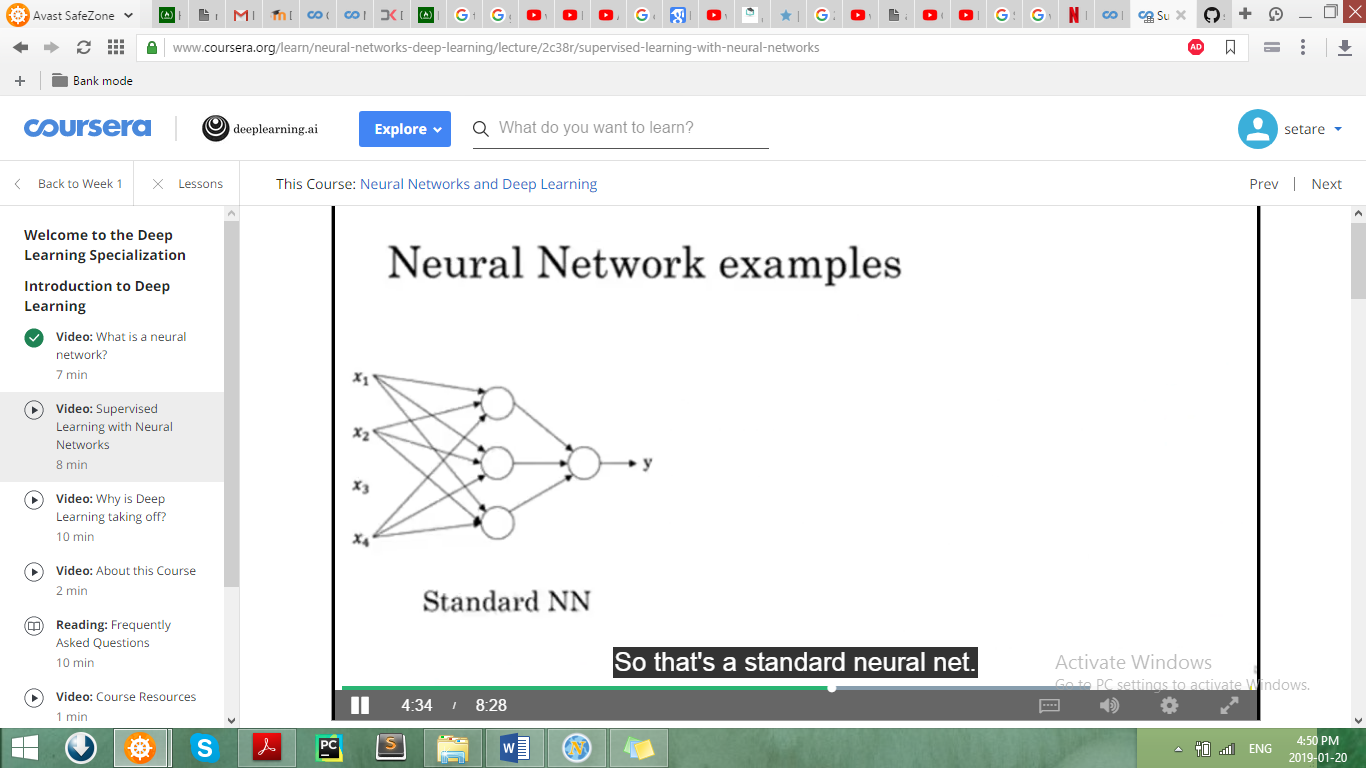 Avast SafeZone
www.coursera.org/learn/neural-networks-deep-learning/lecture/2c38r/supervised-learning-with-neural-networks
AD
Bank mode
coursera
deeplearning.ai
Explore
What do you want to learn?
setare
Back to Week 1
Lessons
This Course: Neural Networks and Deep Learning
Prev
Next
Welcome to the Deep
Learning Specialization
Introduction to Deep
Learning
Video: What is a neural
network?
7 min
Video: Supervised
Learning with Neural
Networks
8 min
Video: Why is Deep
Learning taking off?
10 min
Video: About this Course
2 min
Reading: Frequently
Asked Questions
10 min
Video: Course Resources
1 min
Neural Network examples
x1
x2
x3
x4
y
Standard NN
So that's a standard neural net.
Activate Windows
Go to PC settings to activate Windows.
4:34 / 8:28
PC
S
W
N
ENG
4:50 PM
2019-01-20